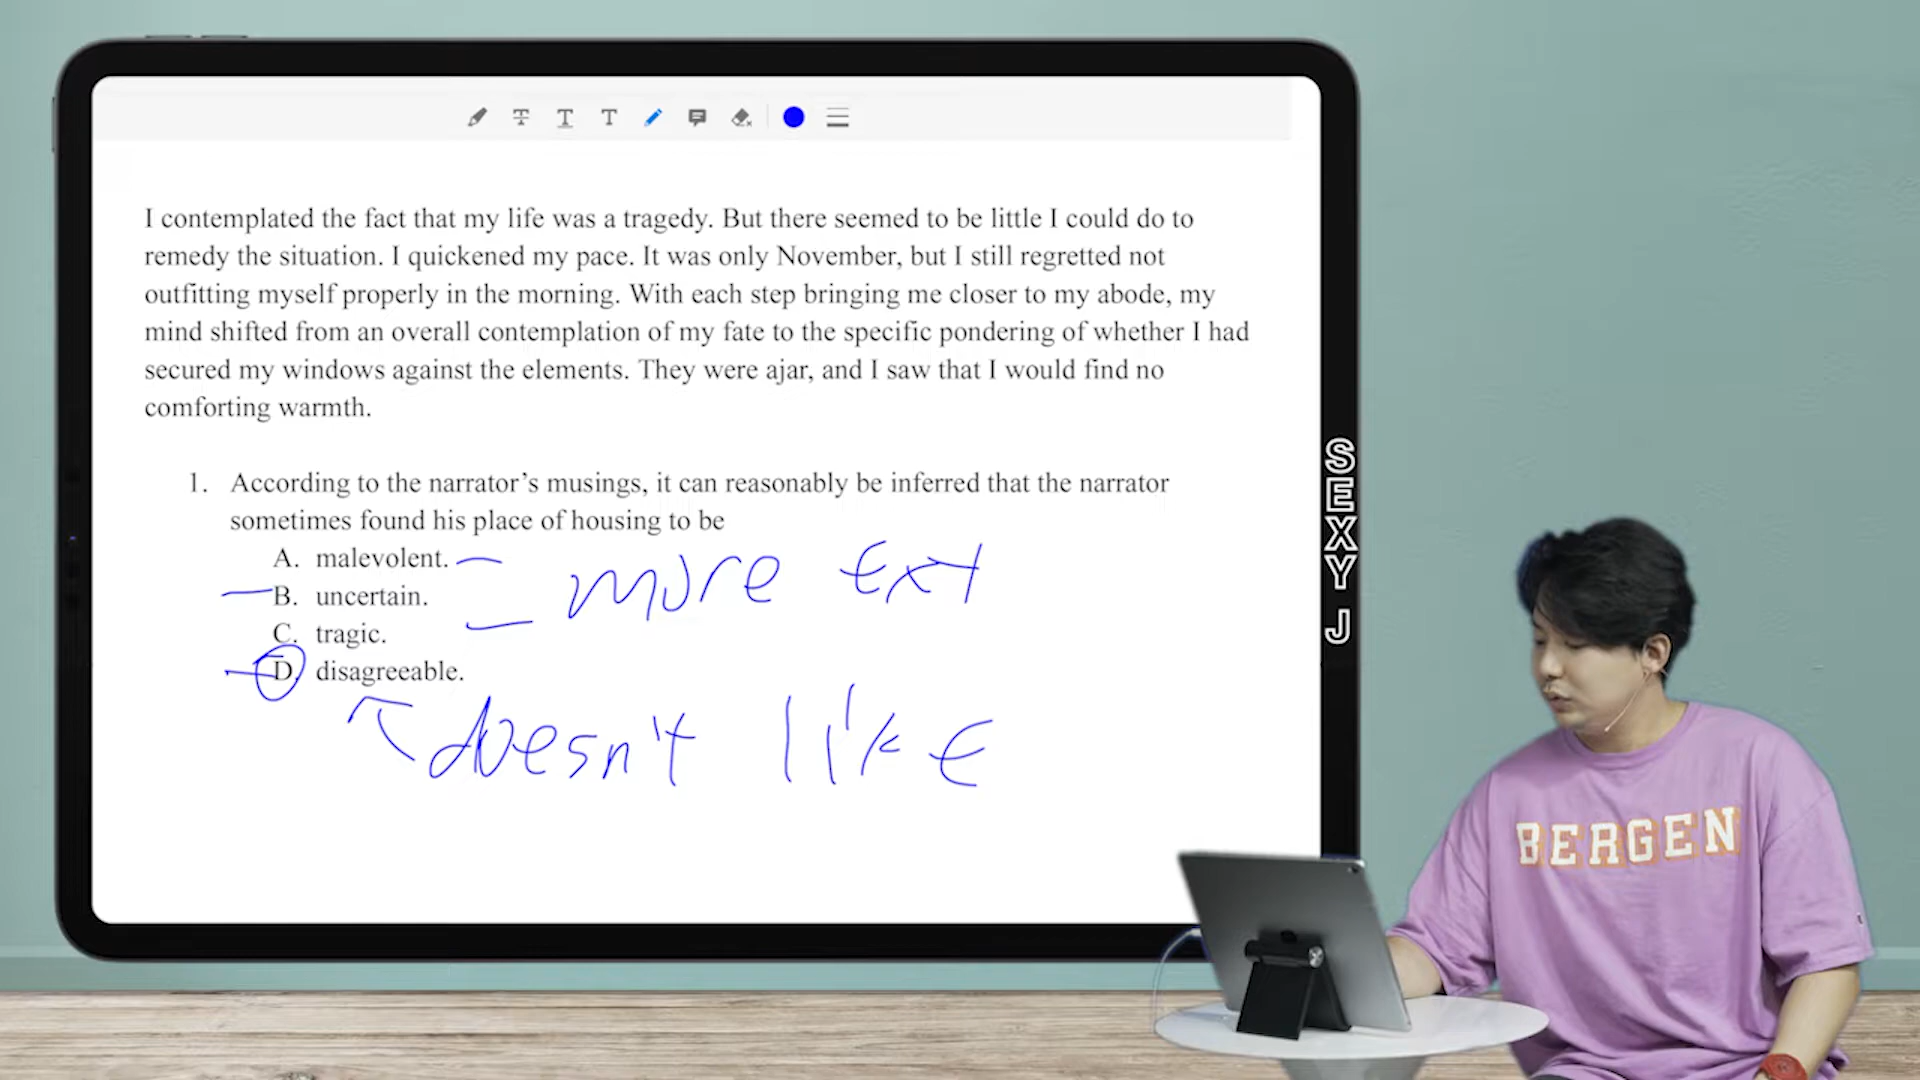 I contemplated the fact that my life was a tragedy. But there seemed to be little I could do to
remedy the situation. I quickened my pace. It was only November, but I still regretted not
outfitting myself properly in the morning. With each step bringing me closer to my abode, my
mind shifted from an overall contemplation of my fate to the specific pondering of whether I had
secured my windows against the elements. They were ajar, and I saw that I would find no
comforting warmth.
1. According to the narrator’s musings, it can reasonably be inferred that the narrator
sometimes found his place of housing to be
A. malevolent.
B. uncertain.
more ext
C. tragic.
D. disagreeable.
doesn't like
SEXY J
BERGEN